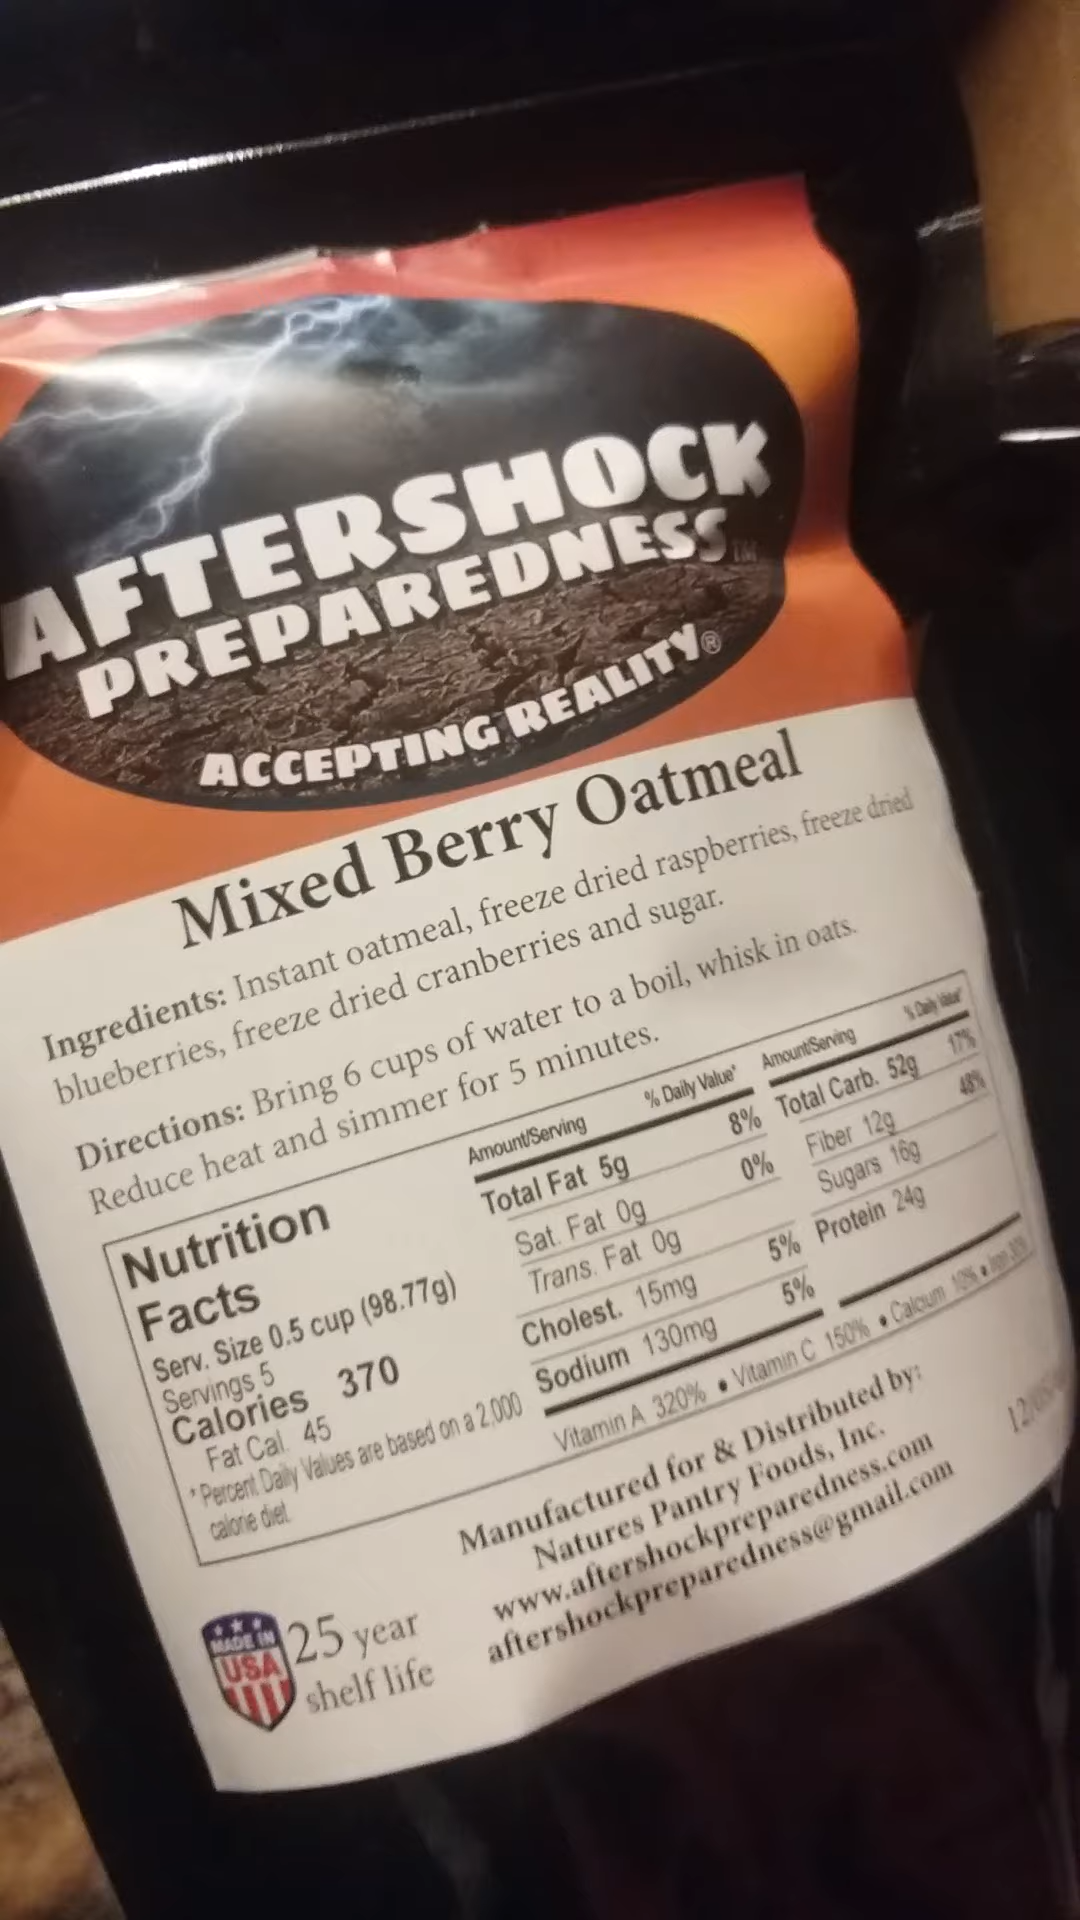 AFTERSHOCK
PREPAREDNESS TM
ACCEPTING REALITY®
Mixed Berry Oatmeal
Ingredients: Instant oatmeal, freeze dried raspberries, freeze dried
blueberries, freeze dried cranberries and sugar.
Directions: Bring 6 cups of water to a boil, whisk in oats.
Reduce heat and simmer for 5 minutes.
Nutrition
Facts
Serv. Size 0.5 cup (98.77g)
Servings 5
Calories 370
Fat Cal. 45
*Percent Daily Values are based on a 2,000
calorie diet.
Amount/Serving % Daily Value*
Total Fat 5g 8%
Sat. Fat 0g 0%
Trans. Fat 0g
Cholest. 15mg 5%
Sodium 130mg 5%
Amount/Serving % Daily Value*
Total Carb. 52g 17%
Fiber 12g 48%
Sugars 16g
Protein 24g
Vitamin A 320% • Vitamin C 150% • Calcium 10% • Iron
Manufactured for & Distributed by:
Natures Pantry Foods, Inc.
www.aftershockpreparedness.com
aftershockpreparedness@gmail.com
MADE IN
USA
25 year
shelf life